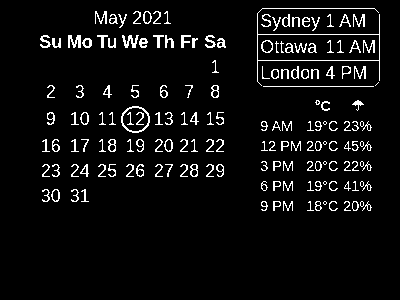 May 2021
Su Mo Tu We Th Fr Sa
1
2 3 4 5 6 7 8
9 10 11 12 13 14 15
16 17 18 19 20 21 22
23 24 25 26 27 28 29
30 31
Sydney 1 AM
Ottawa 11 AM
London 4 PM
°C ☂
9 AM 19°C 23%
12 PM 20°C 45%
3 PM 20°C 22%
6 PM 19°C 41%
9 PM 18°C 20%